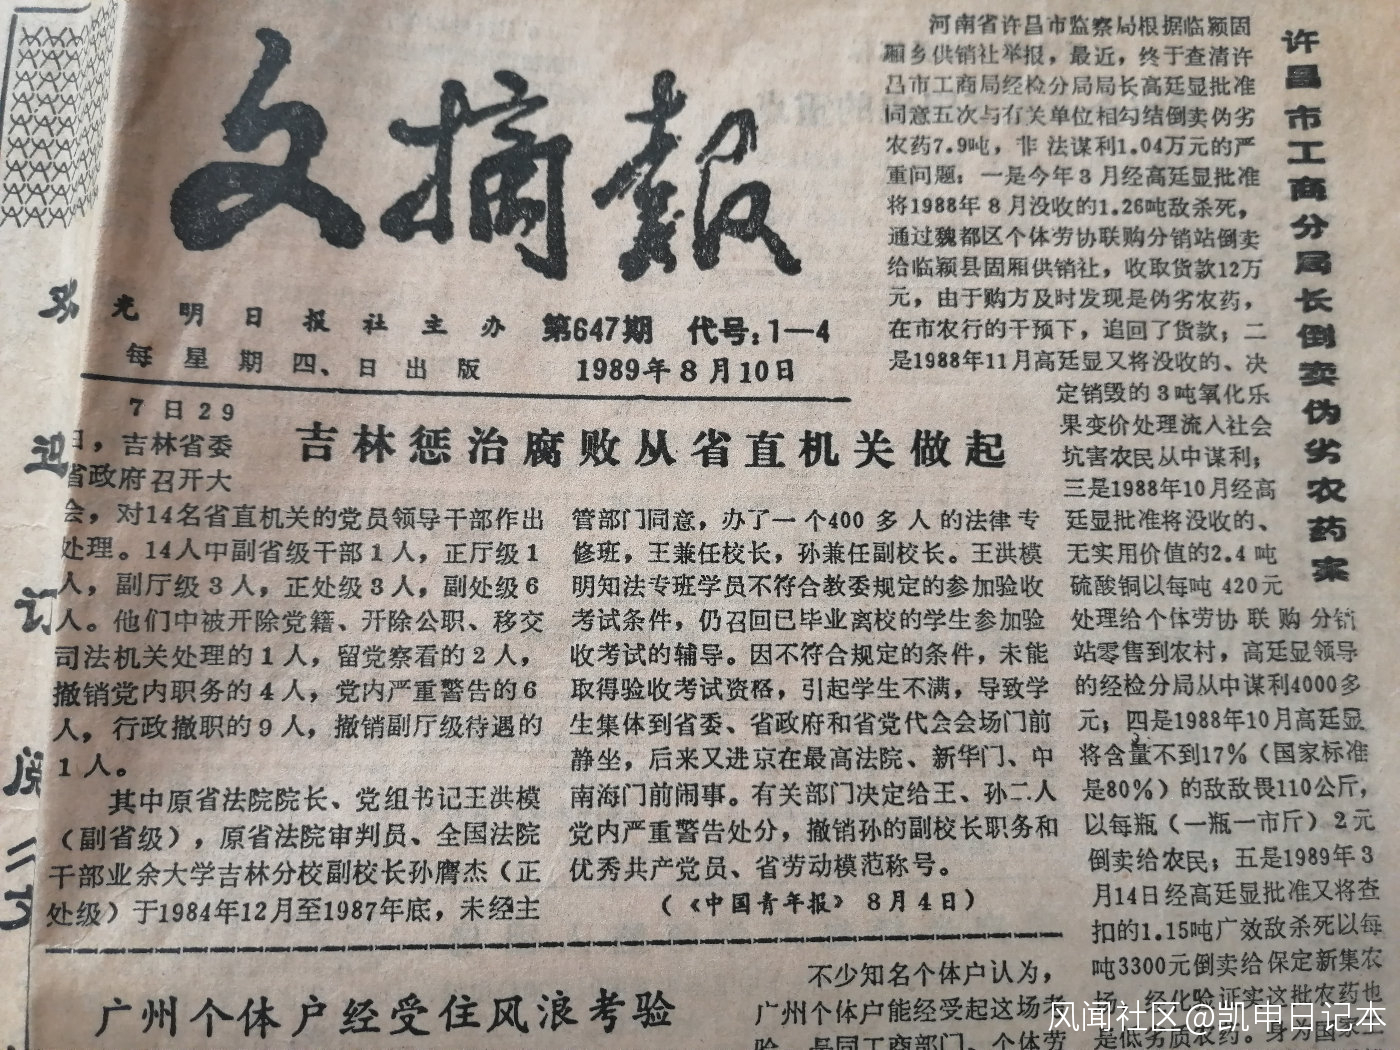 文摘報
光明日报社主办 第647期 代号：1—4
每星期四、日出版 1989年8月10日
欢
迎
订
阅
吉林惩治腐败从省直机关做起
7日29
日，吉林省委
省政府召开大
会，对14名省直机关的党员领导干部作出
处理。14人中副省级干部1人，正厅级1
人，副厅级3人，正处级3人，副处级6
人。他们中被开除党籍、开除公职、移交
司法机关处理的1人，留党察看的2人，
撤销党内职务的4人，党内严重警告的6
人，行政撤职的9人，撤销副厅级待遇的
1人。
其中原省法院院长、党组书记王洪模
（副省级），原省法院审判员、全国法院
干部业余大学吉林分校副校长孙膺杰（正
处级）于1984年12月至1987年底，未经主
管部门同意，办了一个400多人的法律专
修班，王兼任校长，孙兼任副校长。王洪模
明知法专班学员不符合教委规定的参加验收
考试条件，仍召回已毕业离校的学生参加验
收考试的辅导。因不符合规定的条件，未能
取得验收考试资格，引起学生不满，导致学
生集体到省委、省政府和省党代会会场门前
静坐，后来又进京在最高法院、新华门、中
南海门前闹事。有关部门决定给王、孙二人
党内严重警告处分，撤销孙的副校长职务和
优秀共产党员、省劳动模范称号。
（《中国青年报》8月4日）
许昌市工商分局长倒卖伪劣农药案
河南省许昌市监察局根据临颍固
厢乡供销社举报，最近，终于查清许
昌市工商局经检分局局长高廷显批准
同意五次与有关单位相勾结倒卖伪劣
农药7.9吨，非法谋利1.04万元的严
重问题：一是今年3月经高廷显批准
将1988年8月没收的1.26吨敌杀死，
通过魏都区个体劳协联购分销站倒卖
给临颍县固厢供销社，收取货款12万
元，由于购方及时发现是伪劣农药，
在市农行的干预下，追回了货款；二
是1988年11月高廷显又将没收的、决
定销毁的3吨氧化乐
果变价处理流入社会
坑害农民从中谋利；
三是1988年10月经高
廷显批准将没收的、
无实用价值的2.4吨
硫酸铜以每吨420元
处理给个体劳协联购分销
站零售到农村，高廷显领导
的经检分局从中谋利4000多
元；四是1988年10月高廷显
将含量不到17%（国家标准
是80%）的敌敌畏110公斤，
以每瓶（一瓶一市斤）2元
倒卖给农民；五是1989年3
月14日经高廷显批准又将查
扣的1.15吨广效敌杀死以每
吨3300元倒卖给保定新集农
场。经化验证实这批农药也
是低劣质农药。身为国家工
广州个体户经受住风浪考验
不少知名个体户认为，
广州个体户能经受起这场考
验，是同工商部门、个体劳
风闻社区@凯申日记本